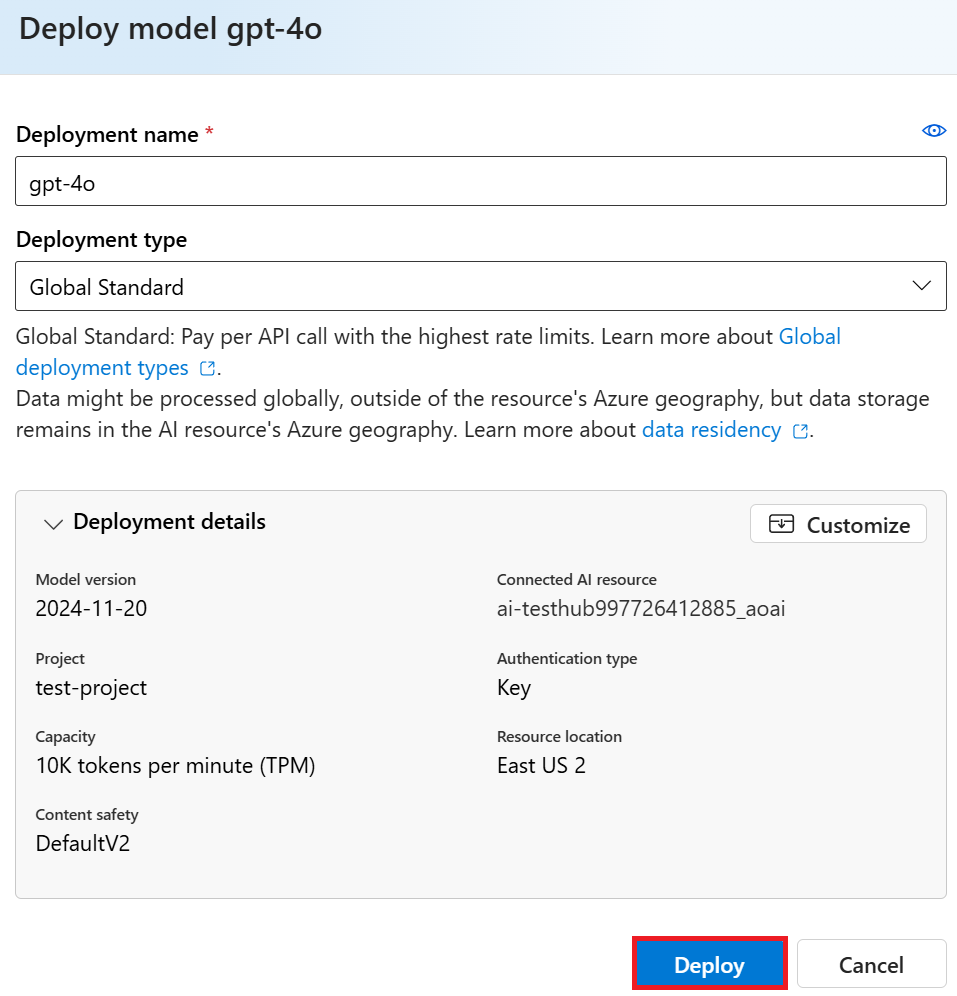 Deploy model gpt-4o
Deployment name *
gpt-4o
Deployment type
Global Standard
Global Standard: Pay per API call with the highest rate limits. Learn more about Global
deployment types .
Data might be processed globally, outside of the resource's Azure geography, but data storage
remains in the AI resource's Azure geography. Learn more about data residency .
Deployment details
Customize
Model version
2024-11-20
Connected AI resource
ai-testhub997726412885_aoai
Project
test-project
Authentication type
Key
Capacity
10K tokens per minute (TPM)
Resource location
East US 2
Content safety
DefaultV2
Deploy
Cancel